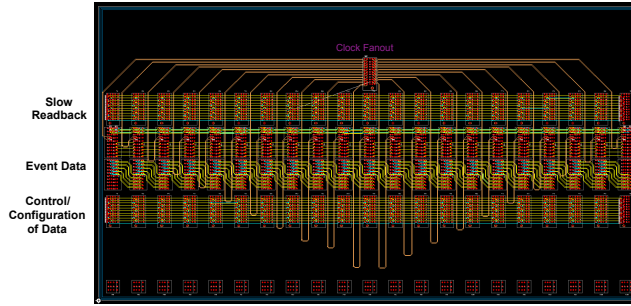 Clock Fanout
Slow
Readback
Event Data
Control/
Configuration
of Data